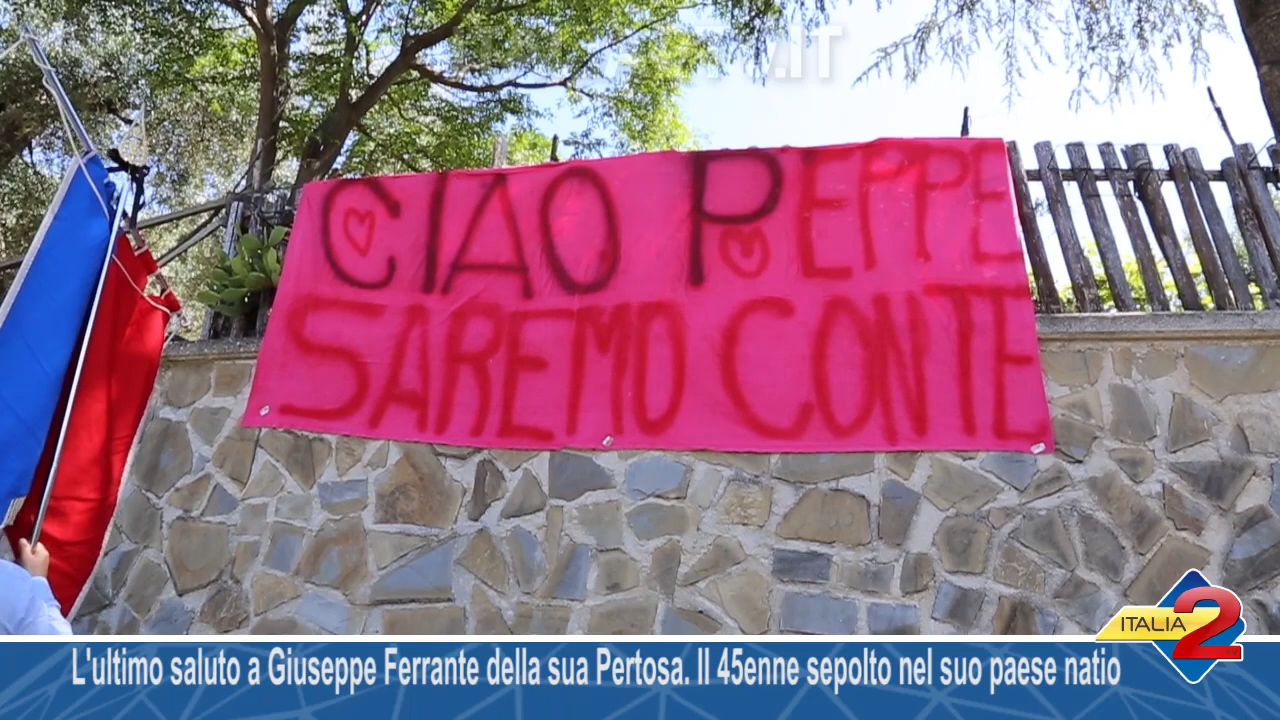 .IT
CIAO PEPPE
SAREMO CON TE
ITALIA 2
L'ultimo saluto a Giuseppe Ferrante della sua Pertosa. Il 45enne sepolto nel suo paese natio